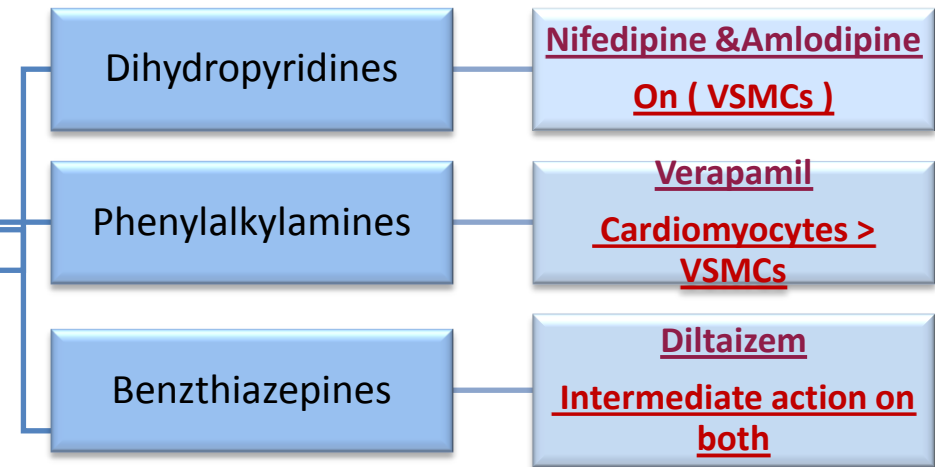 Dihydropyridines
Nifedipine &Amlodipine
On ( VSMCs )
Phenylalkylamines
Verapamil
Cardiomyocytes >
VSMCs
Benzthiazepines
Diltaizem
Intermediate action on
both